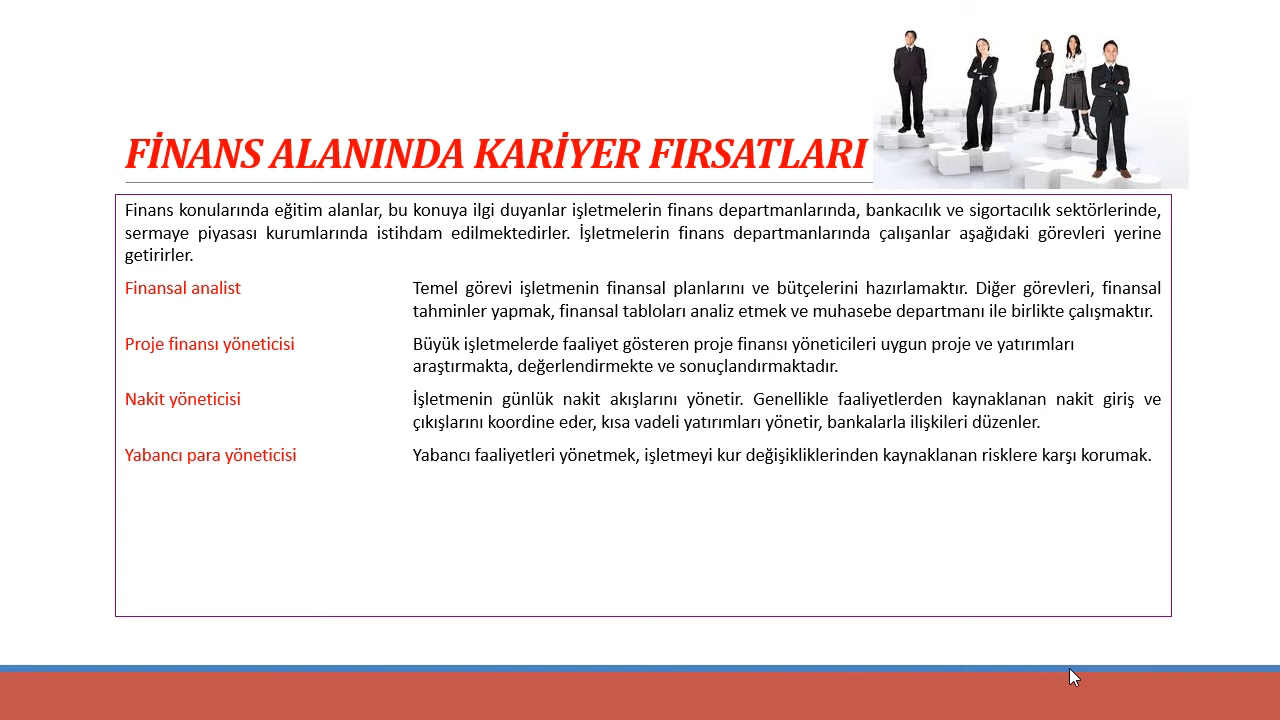 FİNANS ALANINDA KARİYER FIRSATLARI
Finans konularında eğitim alanlar, bu konuya ilgi duyanlar işletmelerin finans departmanlarında, bankacılık ve sigortacılık sektörlerinde,
sermaye piyasası kurumlarında istihdam edilmektedirler. İşletmelerin finans departmanlarında çalışanlar aşağıdaki görevleri yerine
getirirler.
Finansal analist Temel görevi işletmenin finansal planlarını ve bütçelerini hazırlamaktır. Diğer görevleri, finansal
tahminler yapmak, finansal tabloları analiz etmek ve muhasebe departmanı ile birlikte çalışmaktır.
Proje finansı yöneticisi Büyük işletmelerde faaliyet gösteren proje finansı yöneticileri uygun proje ve yatırımları
araştırmakta, değerlendirmekte ve sonuçlandırmaktadır.
Nakit yöneticisi İşletmenin günlük nakit akışlarını yönetir. Genellikle faaliyetlerden kaynaklanan nakit giriş ve
çıkışlarını koordine eder, kısa vadeli yatırımları yönetir, bankalarla ilişkileri düzenler.
Yabancı para yöneticisi Yabancı faaliyetleri yönetmek, işletmeyi kur değişikliklerinden kaynaklanan risklere karşı korumak.